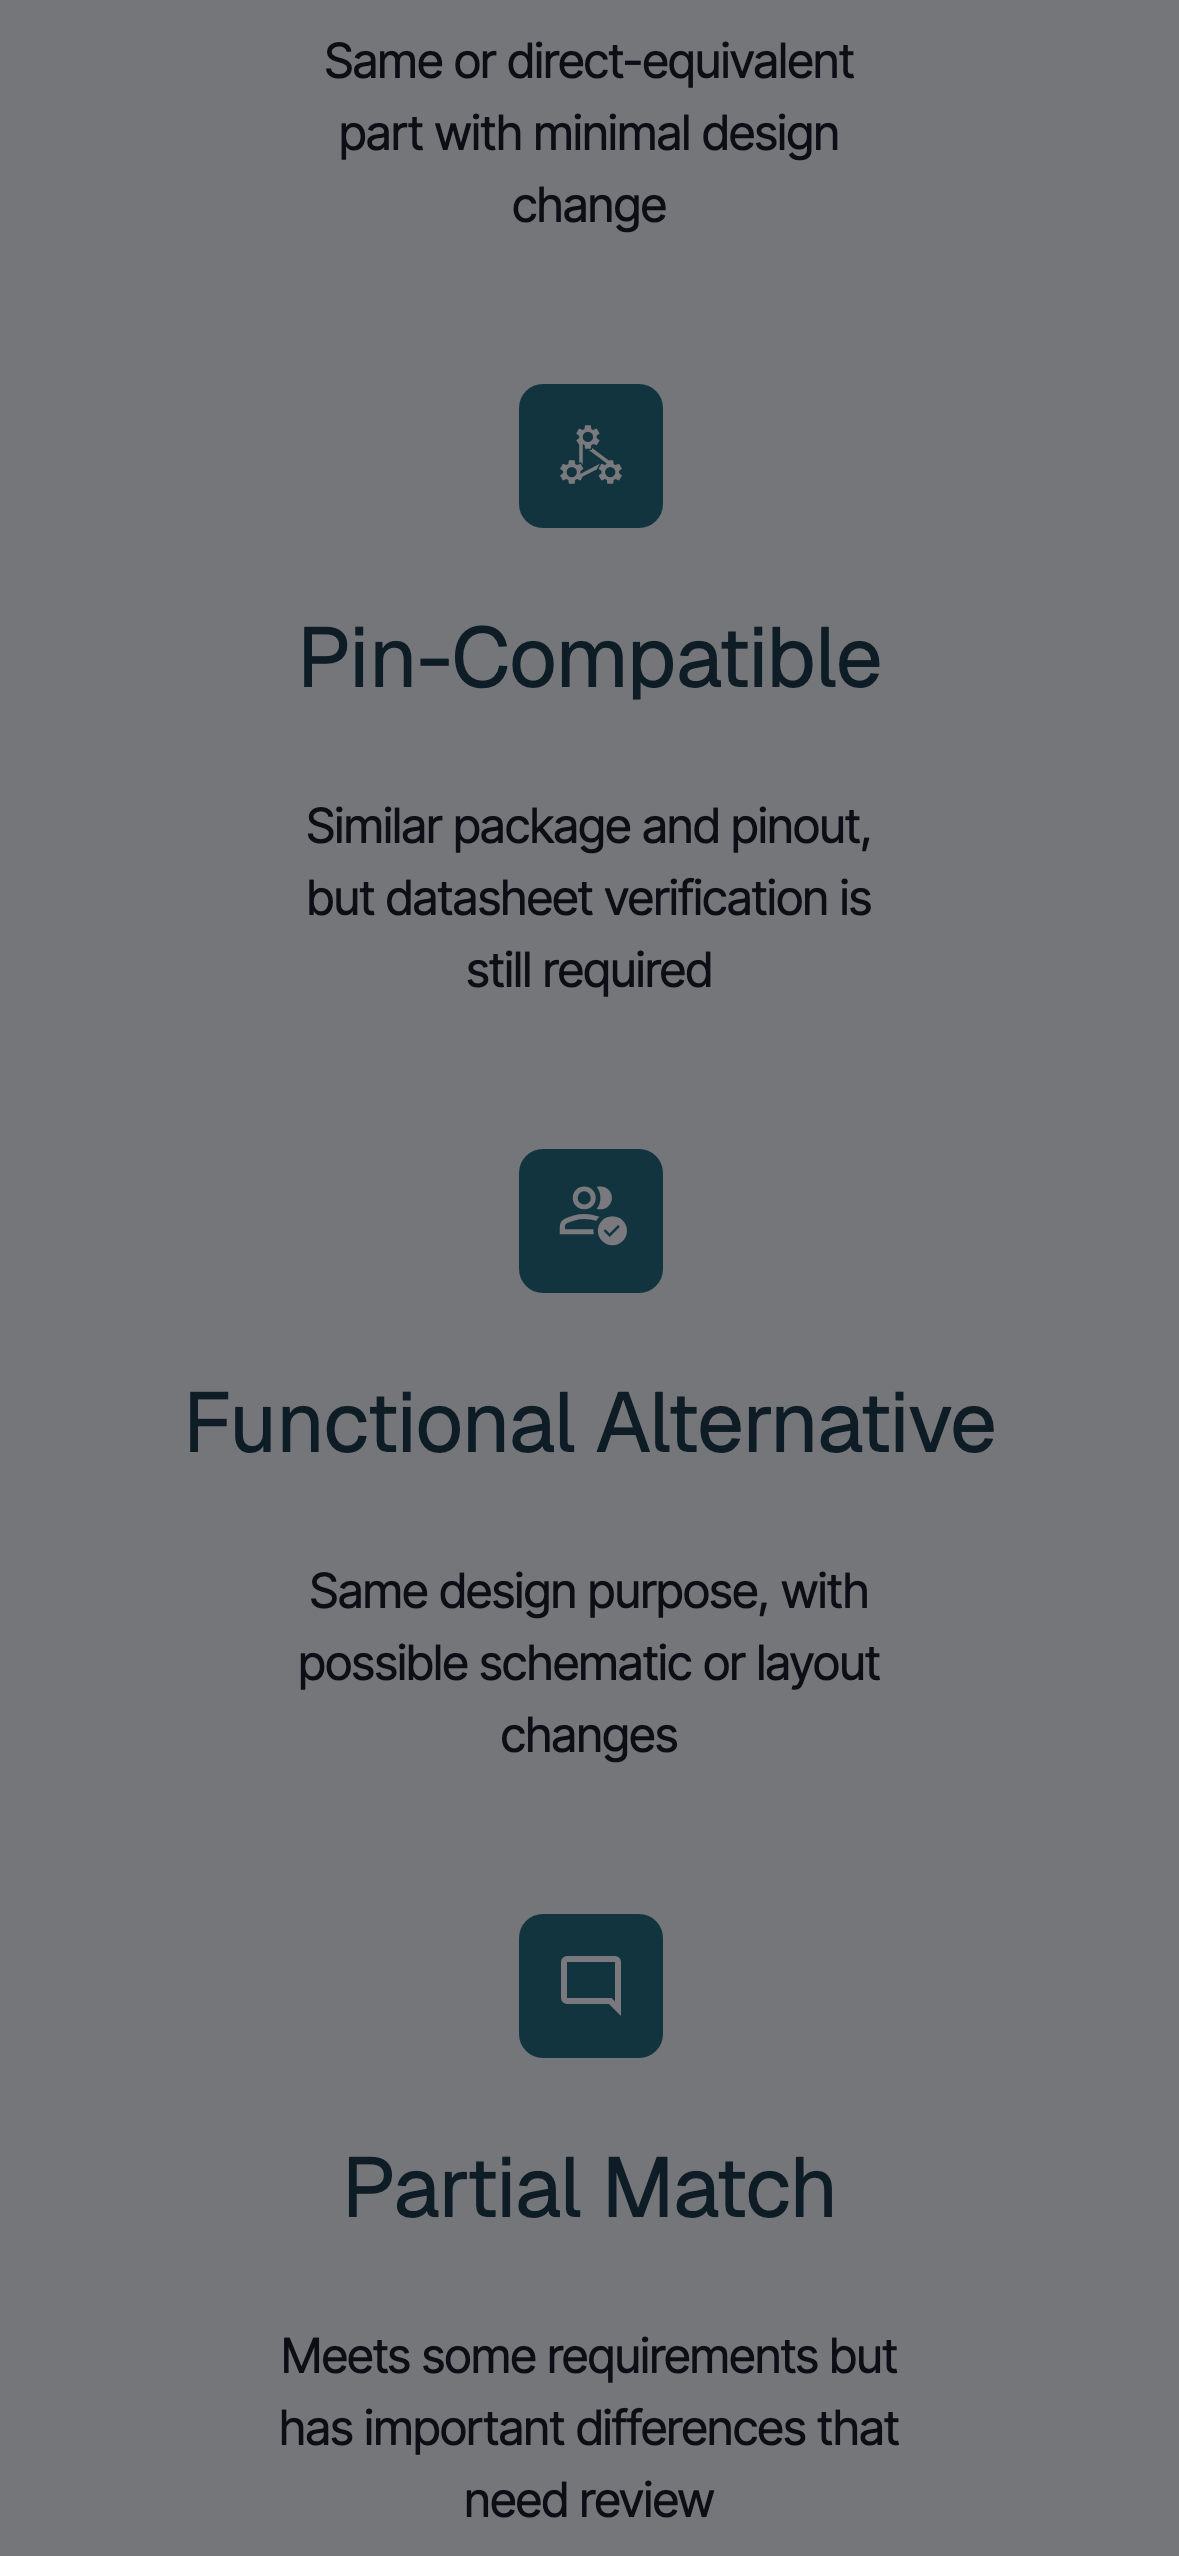 Same or direct-equivalent
part with minimal design
change
Pin-Compatible
Similar package and pinout,
but datasheet verification is
still required
Functional Alternative
Same design purpose, with
possible schematic or layout
changes
Partial Match
Meets some requirements but
has important differences that
need review